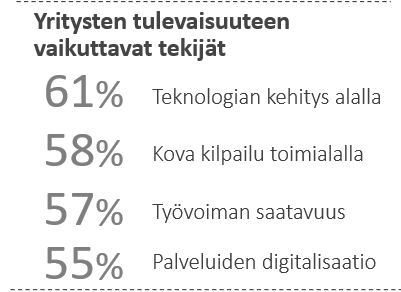 Yritysten tulevaisuuteen
vaikuttavat tekijät
61% Teknologian kehitys alalla
58% Kova kilpailu toimialalla
57% Työvoiman saatavuus
55% Palveluiden digitalisaatio